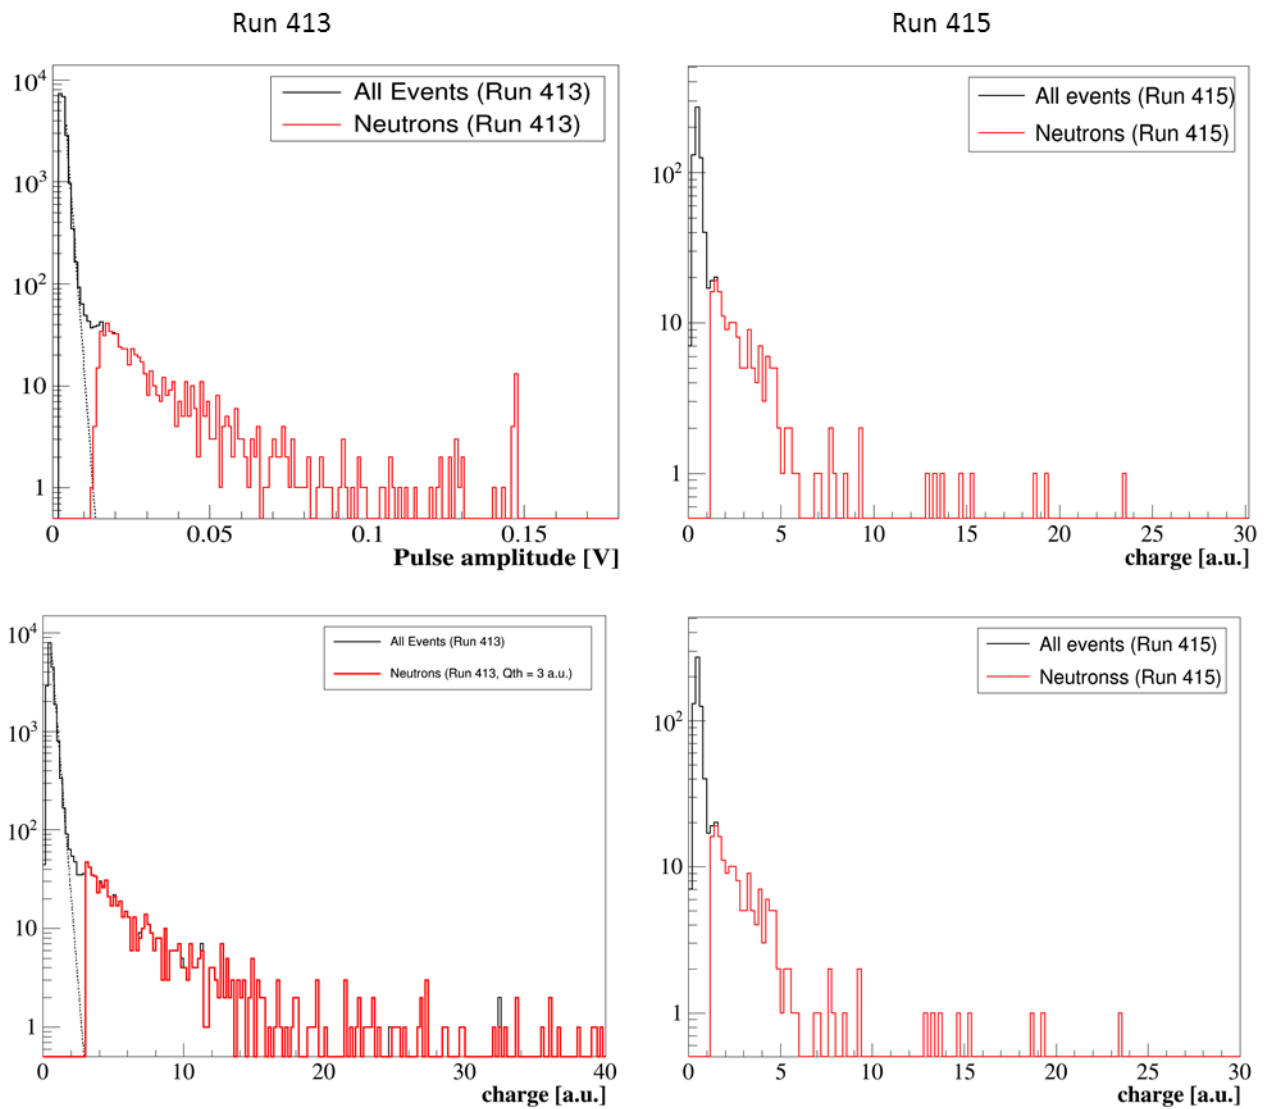 Run 413
Run 415
10^4
10^3
10^2
10
1
All Events (Run 413)
Neutrons (Run 413)
0 0.05 0.1 0.15
Pulse amplitude [V]
10^2
10
1
All events (Run 415)
Neutrons (Run 415)
0 5 10 15 20 25 30
charge [a.u.]
10^4
10^3
10^2
10
1
All Events (Run 413)
Neutrons (Run 413, Qth = 3 a.u.)
0 10 20 30 40
charge [a.u.]
10^2
10
1
All events (Run 415)
Neutronss (Run 415)
0 5 10 15 20 25 30
charge [a.u.]